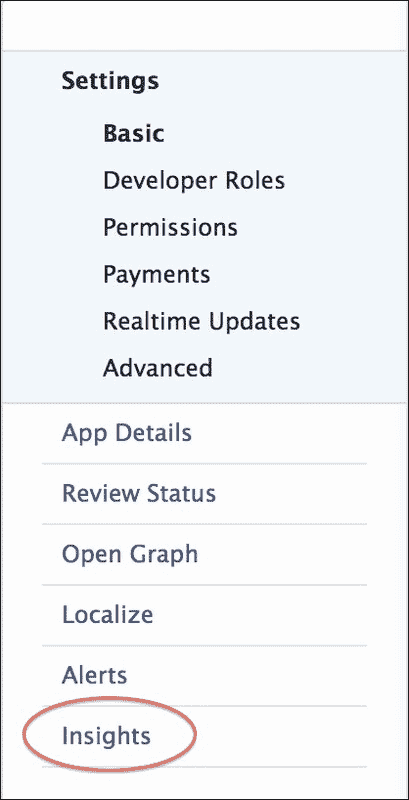 Settings
Basic
Developer Roles
Permissions
Payments
Realtime Updates
Advanced
App Details
Review Status
Open Graph
Localize
Alerts
Insights